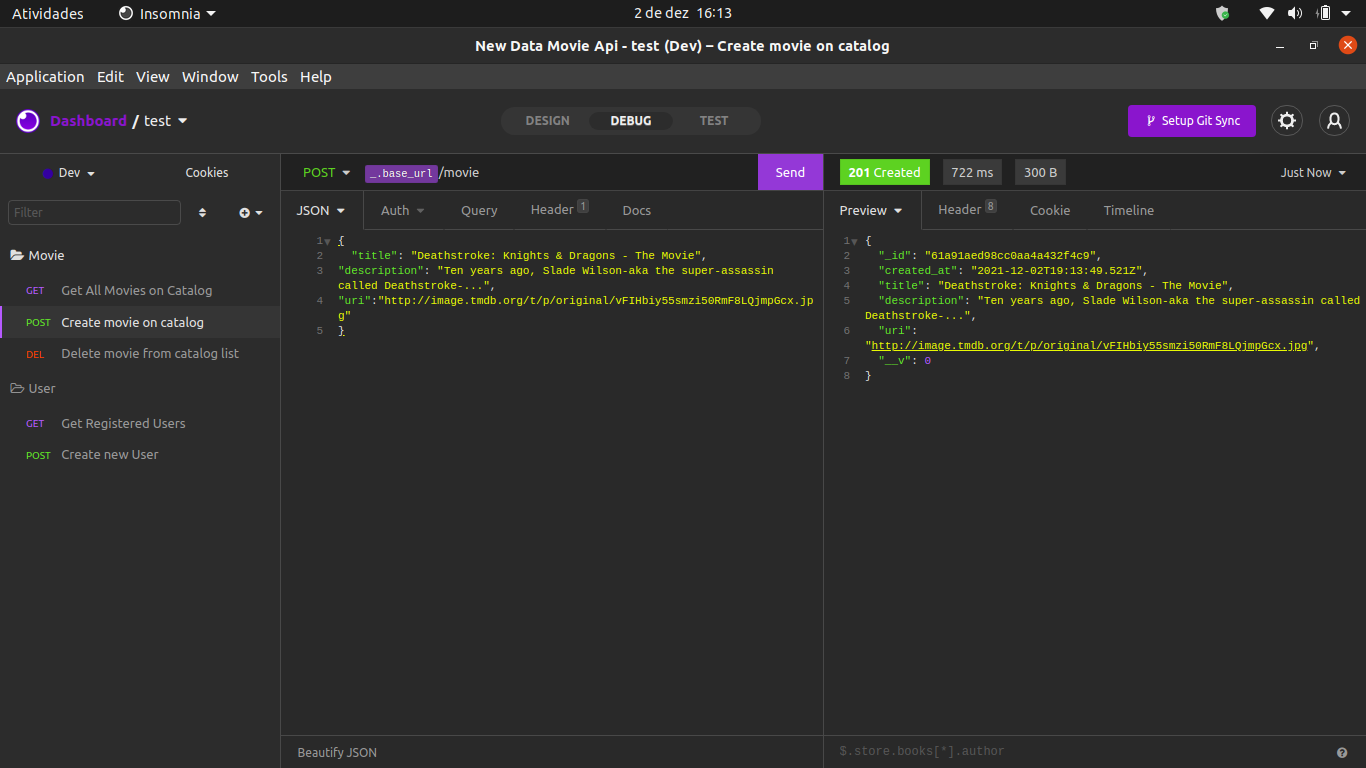 Atividades Insomnia 2 de dez 16:13
New Data Movie Api - test (Dev) – Create movie on catalog
Application Edit View Window Tools Help
Dashboard / test DESIGN DEBUG TEST Setup Git Sync
Dev Cookies
Filter
Movie
GET Get All Movies on Catalog
POST Create movie on catalog
DEL Delete movie from catalog list
User
GET Get Registered Users
POST Create new User
POST _.base_url/movie Send
JSON Auth Query Header 1 Docs
1 {
2 "title": "Deathstroke: Knights & Dragons - The Movie",
3 "description": "Ten years ago, Slade Wilson-aka the super-assassin
called Deathstroke-...",
4 "uri":"http://image.tmdb.org/t/p/original/vFIHbiy55smzi50RmF8LQjmpGcx.jp
g"
5 }
Beautify JSON
201 Created 722 ms 300 B Just Now
Preview Header 8 Cookie Timeline
1 {
2 "_id": "61a91aed98cc0aa4a432f4c9",
3 "created_at": "2021-12-02T19:13:49.521Z",
4 "title": "Deathstroke: Knights & Dragons - The Movie",
5 "description": "Ten years ago, Slade Wilson-aka the super-assassin called
Deathstroke-...",
6 "uri":
"http://image.tmdb.org/t/p/original/vFIHbiy55smzi50RmF8LQjmpGcx.jpg",
7 "__v": 0
8 }
$.store.books[*].author